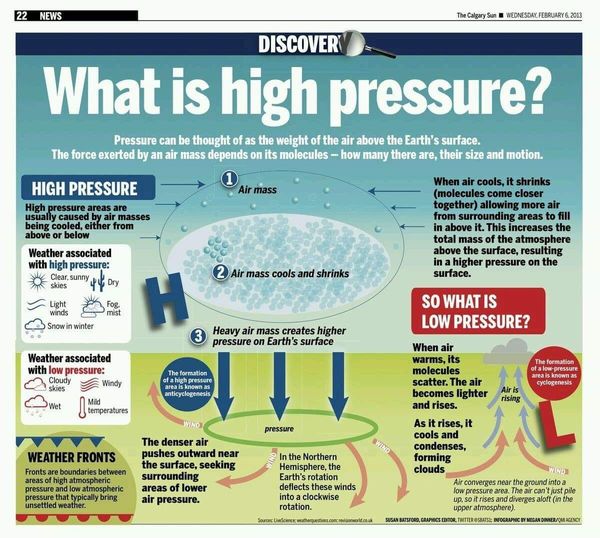 22 NEWS
The Calgary Sun ■ WEDNESDAY, FEBRUARY 6, 2013
DISCOVER
What is high pressure?
Pressure can be thought of as the weight of the air above the Earth's surface.
The force exerted by an air mass depends on its molecules – how many there are, their size and motion.
HIGH PRESSURE
High pressure areas are
usually caused by air masses
being cooled, either from
above or below
Weather associated
with high pressure:
Clear, sunny
skies
Dry
Light
winds
Fog,
mist
Snow in winter
Weather associated
with low pressure:
Cloudy
skies
Windy
Wet
Mild
temperatures
WEATHER FRONTS
Fronts are boundaries between
areas of high atmospheric
pressure and low atmospheric
pressure that typically bring
unsettled weather.
1 Air mass
2 Air mass cools and shrinks
H
3 Heavy air mass creates higher
pressure on Earth's surface
The formation
of a high pressure
area is known as
anticyclogenesis
WIND
pressure
WIND
WIND
The denser air
pushes outward near
the surface, seeking
surrounding
areas of lower
air pressure.
In the Northern
Hemisphere, the
Earth's rotation
deflects these winds
into a clockwise
rotation.
When air cools, it shrinks
(molecules come closer
together) allowing more air
from surrounding areas to fill
in above it. This increases the
total mass of the atmosphere
above the surface, resulting
in a higher pressure on the
surface.
SO WHAT IS
LOW PRESSURE?
When air
warms, its
molecules
scatter. The air
becomes lighter
and rises.
As it rises, it
cools and
condenses,
forming
clouds
Air is
rising
The formation
of a low-pressure
area is known as
cyclogenesis
L
WIND
WIND
Air converges near the ground into a
low pressure area. The air can't just pile
up, so it rises and diverges aloft (in the
upper atmosphere).
Sources: LiveScience; weatherquestions.com; revisionworld.co.uk
SUSAN BATSFORD, GRAPHICS EDITOR, TWITTER @SBATS1; INFOGRAPHIC BY MEGAN DINNER/QMI AGENCY